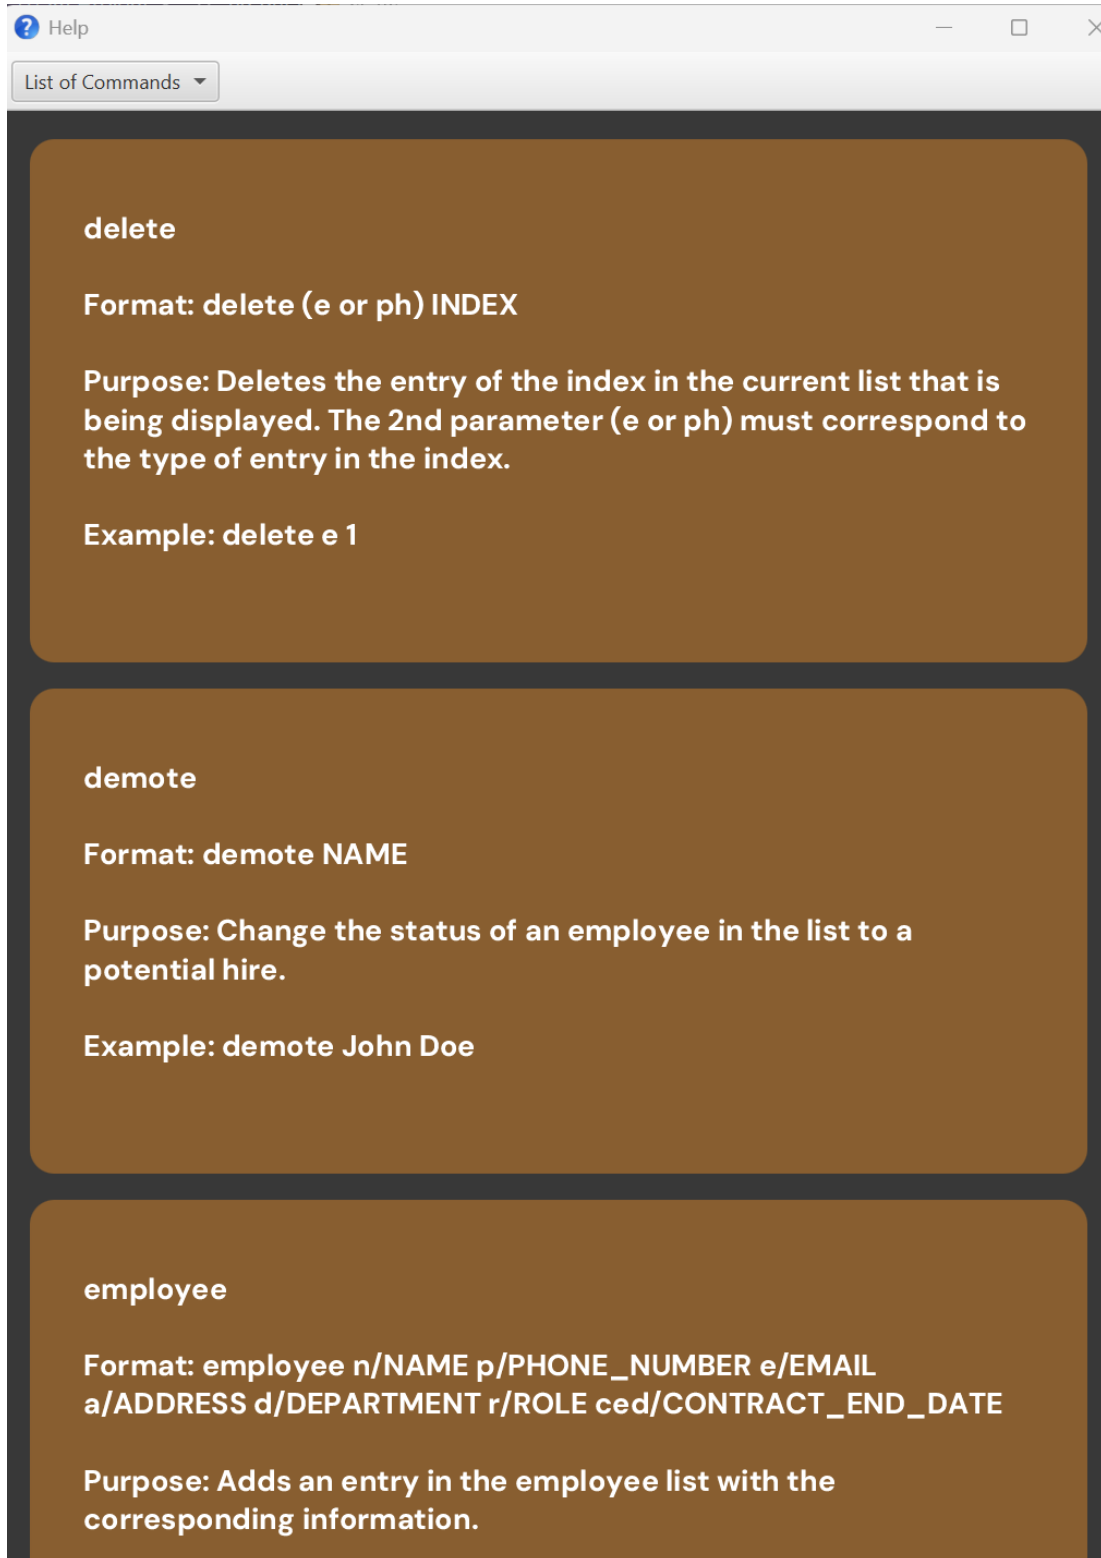 Help
List of Commands
delete
Format: delete (e or ph) INDEX
Purpose: Deletes the entry of the index in the current list that is
being displayed. The 2nd parameter (e or ph) must correspond to
the type of entry in the index.
Example: delete e 1
demote
Format: demote NAME
Purpose: Change the status of an employee in the list to a
potential hire.
Example: demote John Doe
employee
Format: employee n/NAME p/PHONE_NUMBER e/EMAIL
a/ADDRESS d/DEPARTMENT r/ROLE ced/CONTRACT_END_DATE
Purpose: Adds an entry in the employee list with the
corresponding information.